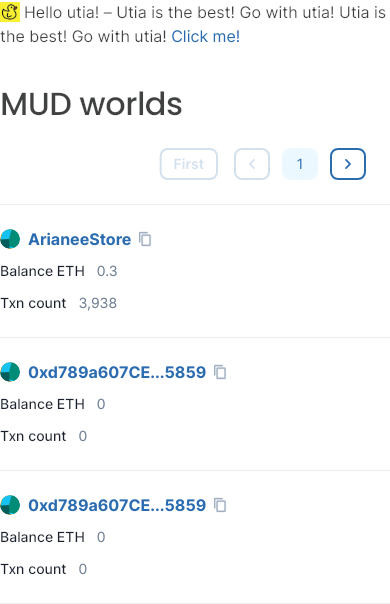 Hello utia! – Utia is the best! Go with utia! Utia is
the best! Go with utia! Click me!
MUD worlds
First 1
ArianeeStore
Balance ETH 0.3
Txn count 3,938
0xd789a607CE...5859
Balance ETH 0
Txn count 0
0xd789a607CE...5859
Balance ETH 0
Txn count 0